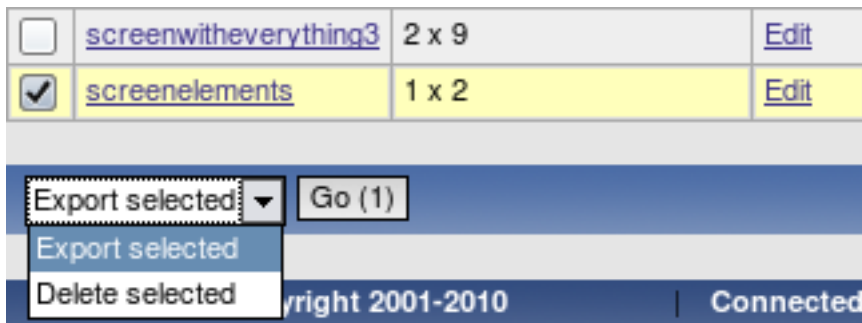 screenwitheverything3 2 x 9 Edit
screenelements 1 x 2 Edit
Export selected Go (1)
Export selected
Delete selected
2001-2010 Connected